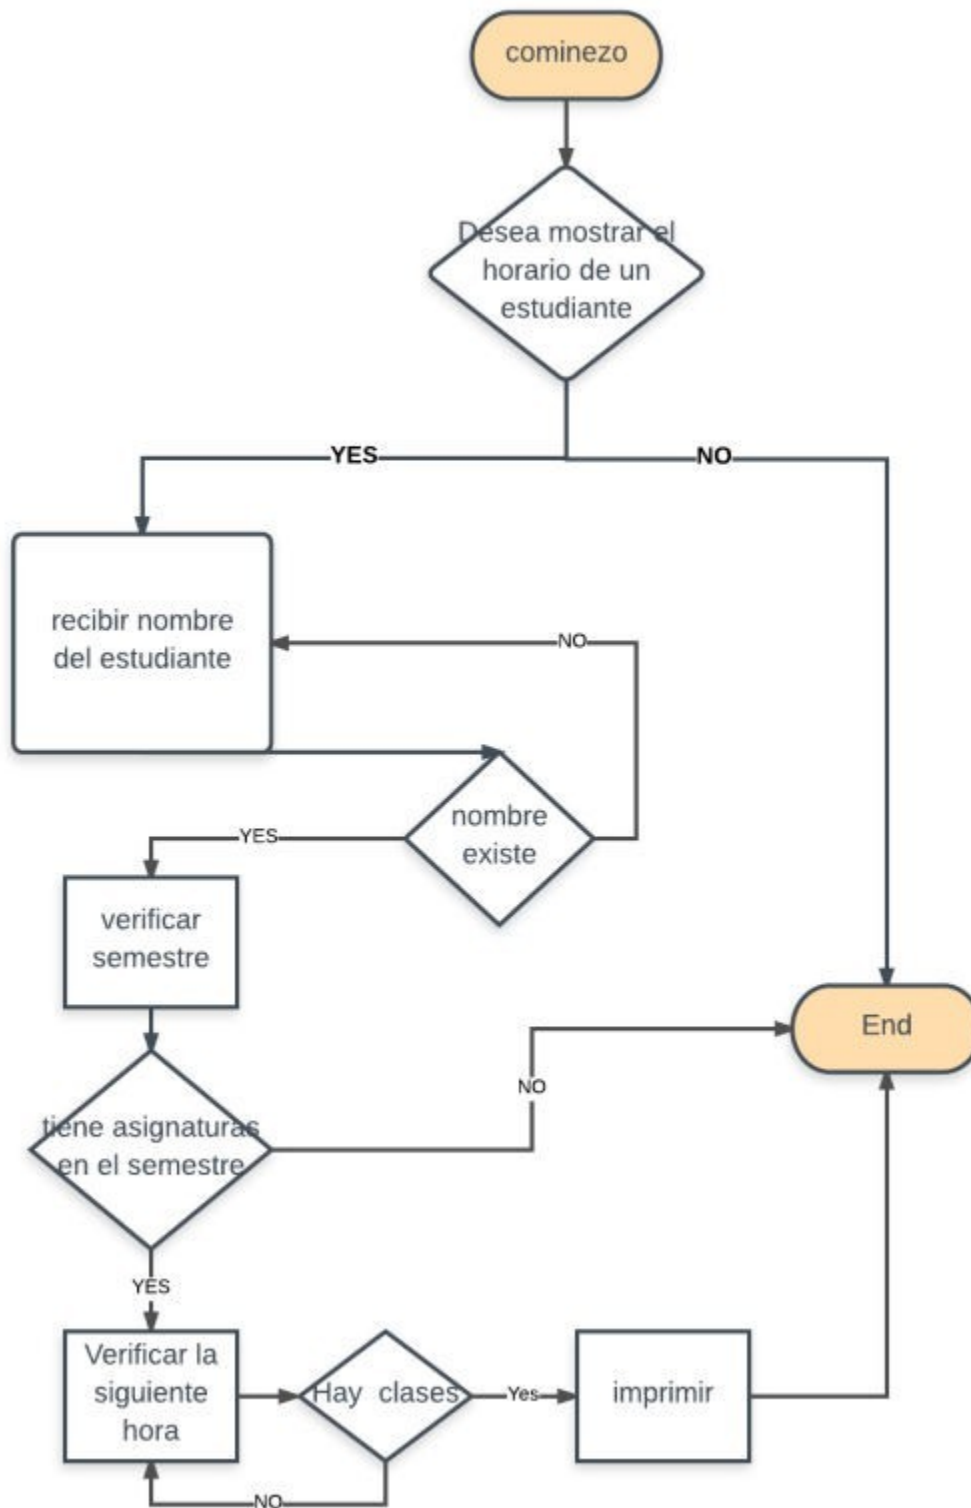 cominezo
Desea mostrar el
horario de un
estudiante
YES
NO
recibir nombre
del estudiante
NO
nombre
existe
YES
verificar
semestre
End
NO
tiene asignaturas
en el semestre
YES
Verificar la
siguiente
hora
Hay clases
Yes
imprimir
NO